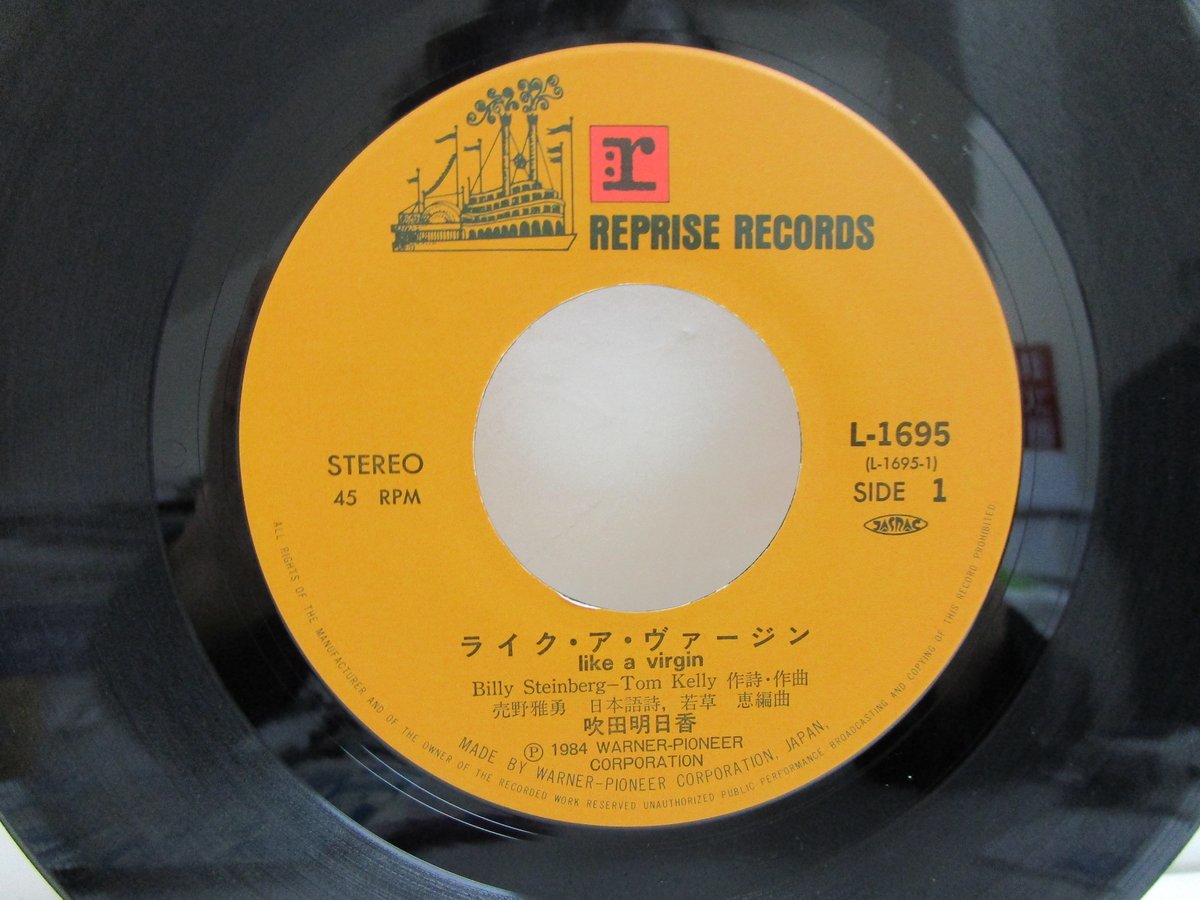 r
REPRISE RECORDS
STEREO
45 RPM
L-1695
(L-1695-1)
SIDE 1
JASRAC
ライク・ア・ヴァージン
like a virgin
Billy Steinberg-Tom Kelly 作詩・作曲
売野雅勇 日本語詩, 若草 恵編曲
吹田明日香
Ⓟ 1984 WARNER-PIONEER
CORPORATION
MADE BY WARNER-PIONEER CORPORATION, JAPAN,
ALL RIGHTS OF THE MANUFACTURER AND OF THE OWNER OF THE RECORDED WORK RESERVED UNAUTHORIZED PUBLIC PERFORMANCE BROADCASTING AND COPYING OF THIS RECORD PROHIBITED